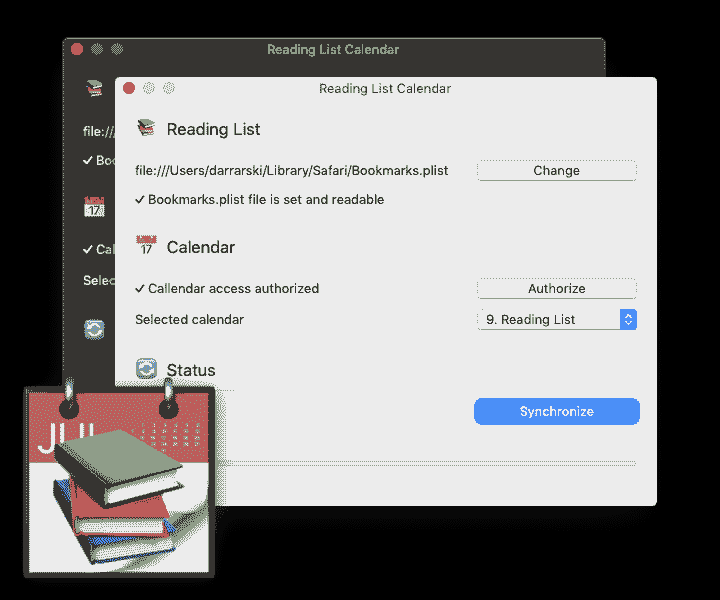 Reading List Calendar
Reading List Calendar
Reading List
file:///
file:///Users/darrarski/Library/Safari/Bookmarks.plist
Change
✓ Boo
✓ Bookmarks.plist file is set and readable
17
17
Calendar
✓ Cal
✓ Callendar access authorized
Authorize
Selec
Selected calendar
9. Reading List
Status
Synchronize
JUL